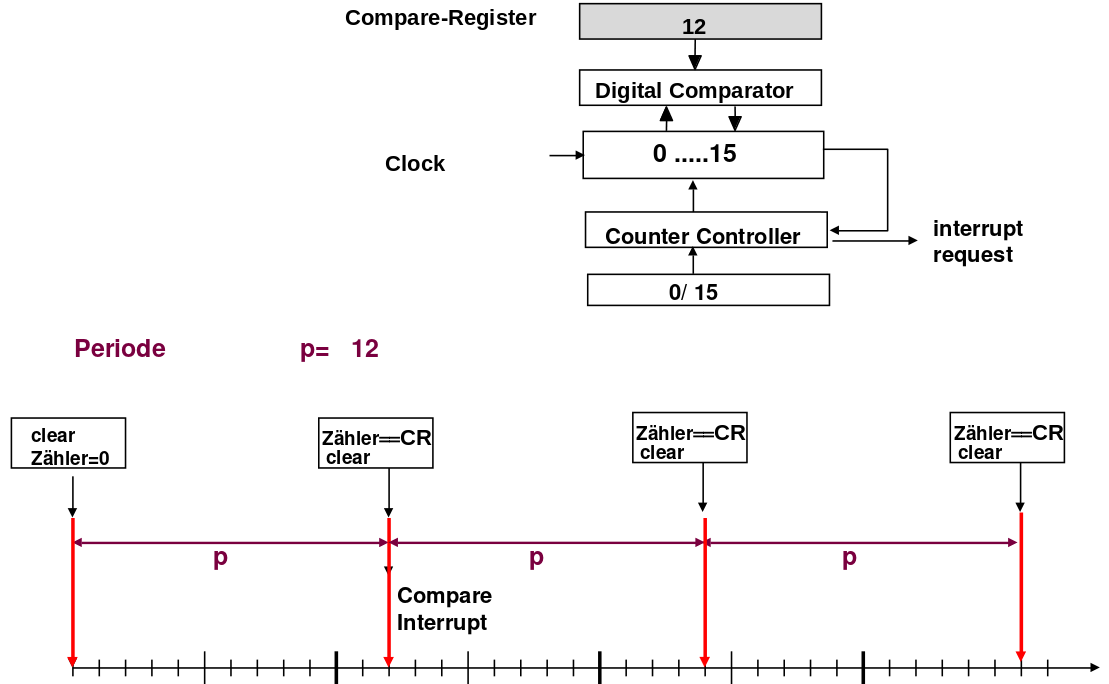 Compare-Register
12
Digital Comparator
0 .....15
Clock
Counter Controller
interrupt
request
0/ 15
Periode p= 12
clear
Zähler=0
Zähler==CR
clear
Zähler==CR
clear
Zähler==CR
clear
p
p
p
Compare
Interrupt